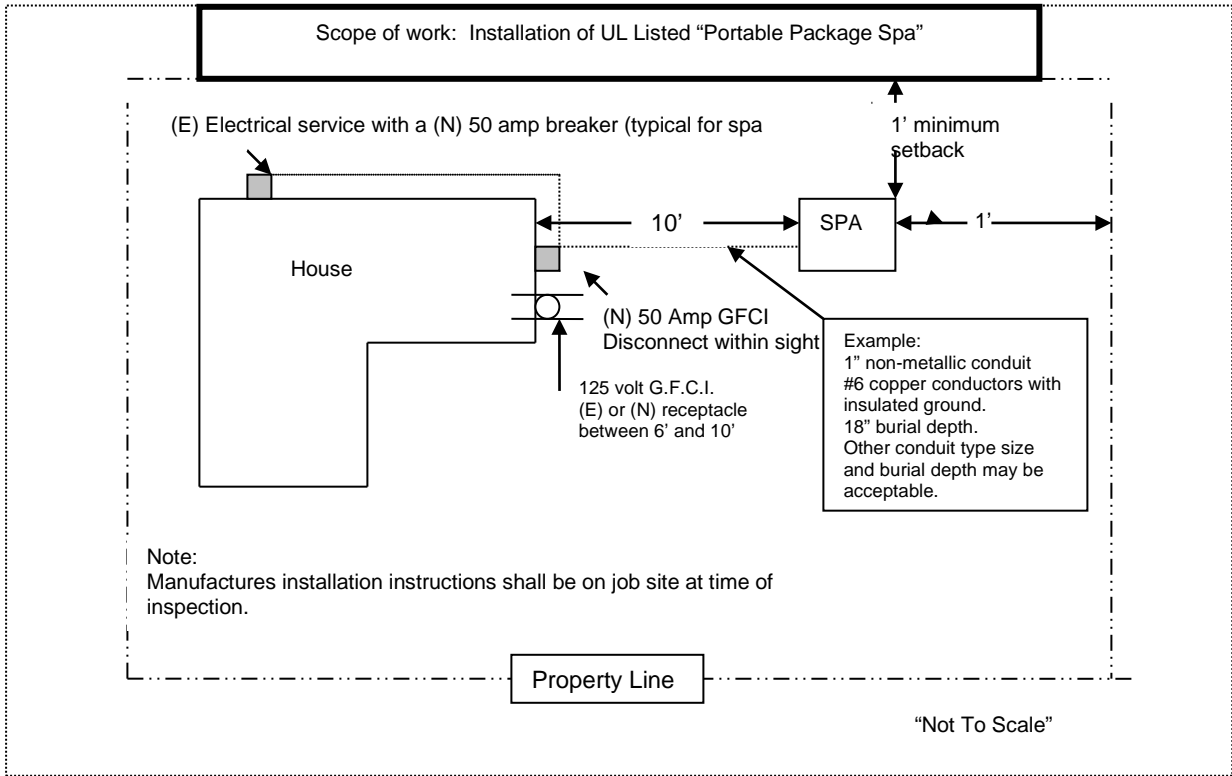 Scope of work: Installation of UL Listed “Portable Package Spa”
(E) Electrical service with a (N) 50 amp breaker (typical for spa
1’ minimum
setback
10’
SPA
1’
House
(N) 50 Amp GFCI
Disconnect within sight
125 volt G.F.C.I.
(E) or (N) receptacle
between 6’ and 10’
Example:
1” non-metallic conduit
#6 copper conductors with
insulated ground.
18” burial depth.
Other conduit type size
and burial depth may be
acceptable.
Note:
Manufactures installation instructions shall be on job site at time of
inspection.
Property Line
“Not To Scale”